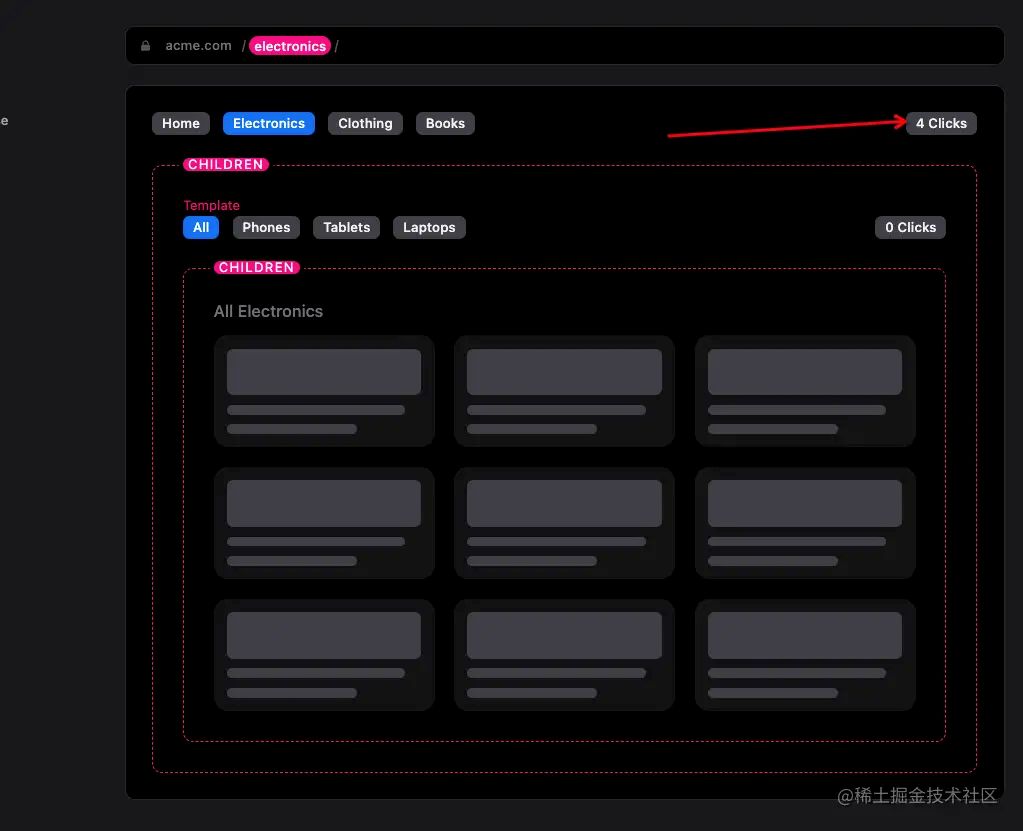 acme.com / electronics /
e
Home Electronics Clothing Books 4 Clicks
CHILDREN
Template
All Phones Tablets Laptops 0 Clicks
CHILDREN
All Electronics
@稀土掘金技术社区